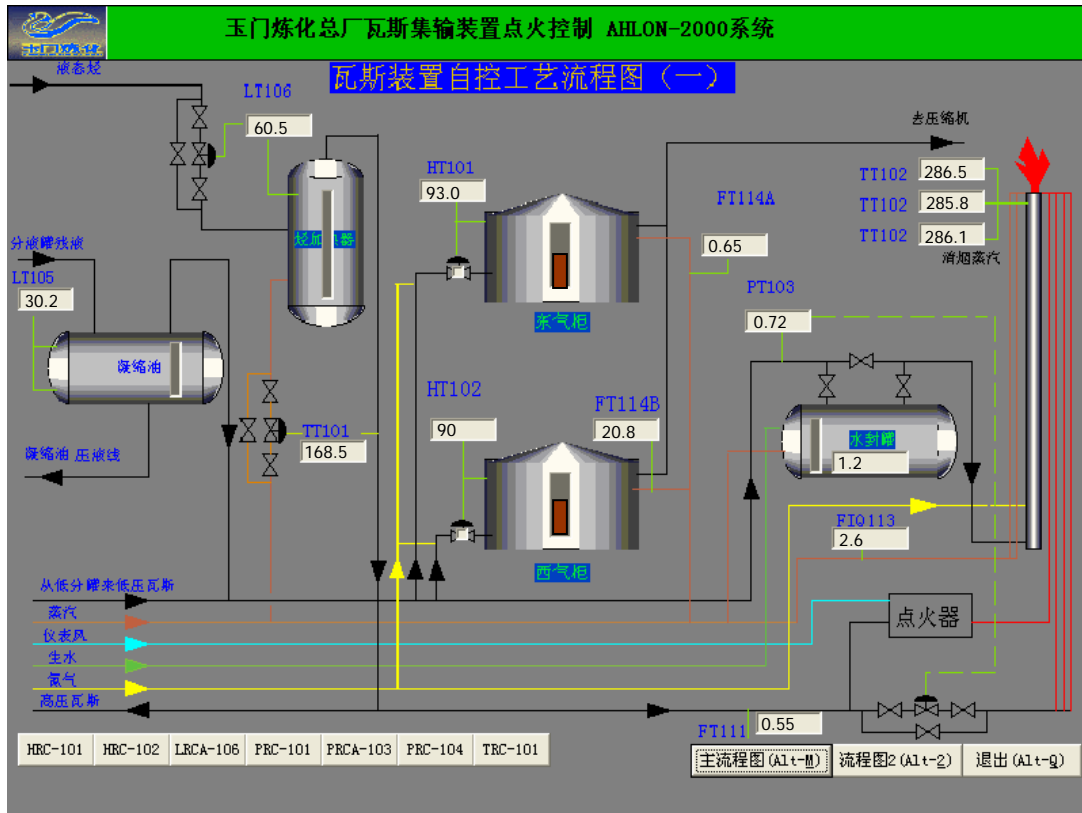 玉门炼化总厂瓦斯集输装置点火控制 AHLON-2000系统
玉门炼化
瓦斯装置自控工艺流程图（一）
液态烃
LT106
60.5
去压缩机
HT101
93.0
TT102
286.5
TT102
285.8
TT102
286.1
消烟蒸汽
FT114A
0.65
分液罐残液
LT105
30.2
烃加热器
PT103
0.72
东气柜
凝缩油
HT102
90
FT114B
20.8
TT101
168.5
水封罐
1.2
凝缩油 压液线
FIQ113
2.6
西气柜
从低分罐来低压瓦斯
蒸汽
仪表风
生水
氮气
高压瓦斯
点火器
FT111
0.55
HRC-101
HRC-102
LRCA-106
PRC-101
PRCA-103
PRC-104
TRC-101
主流程图(Alt-M)
流程图2(Alt-2)
退出(Alt-Q)